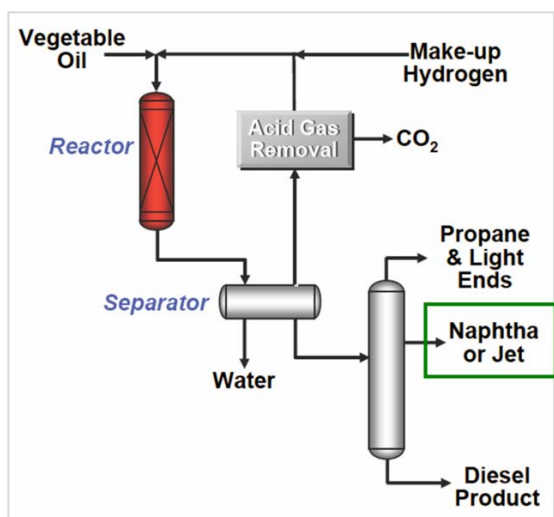 Vegetable
Oil
Make-up
Hydrogen
Reactor
Acid Gas
Removal
CO₂
Separator
Water
Propane
& Light
Ends
Naphtha
or Jet
Diesel
Product